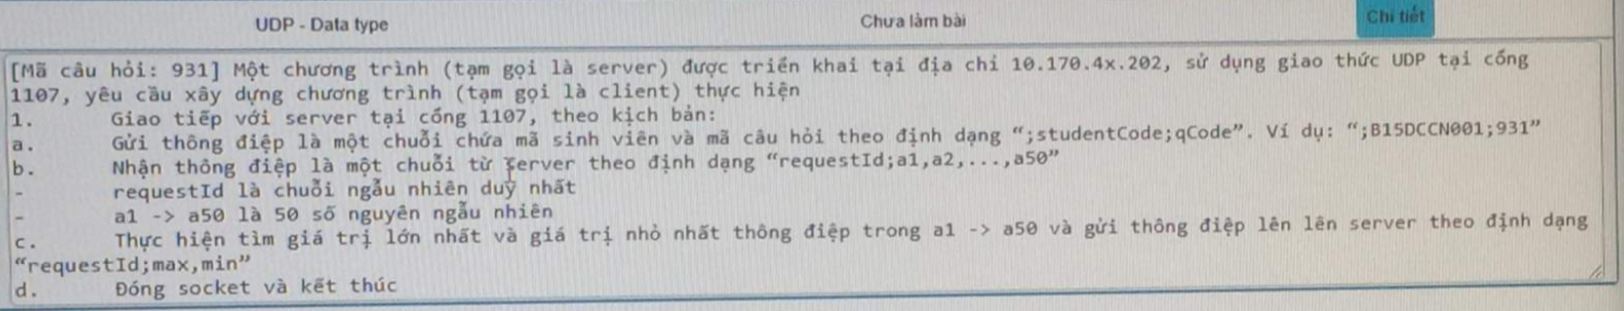 UDP - Data type Chưa làm bài Chi tiết
[Mã câu hỏi: 931] Một chương trình (tạm gọi là server) được triển khai tại địa chỉ 10.170.4x.202, sử dụng giao thức UDP tại cổng
1107, yêu cầu xây dựng chương trình (tạm gọi là client) thực hiện
1. Giao tiếp với server tại cổng 1107, theo kịch bản:
a. Gửi thông điệp là một chuỗi chứa mã sinh viên và mã câu hỏi theo định dạng “;studentCode;qCode”. Ví dụ: “;B15DCCN001;931”
b. Nhận thông điệp là một chuỗi từ server theo định dạng “requestId;a1,a2,...,a50”
- requestId là chuỗi ngẫu nhiên duy nhất
- a1 -> a50 là 50 số nguyên ngẫu nhiên
c. Thực hiện tìm giá trị lớn nhất và giá trị nhỏ nhất thông điệp trong a1 -> a50 và gửi thông điệp lên lên server theo định dạng
“requestId;max,min”
d. Đóng socket và kết thúc